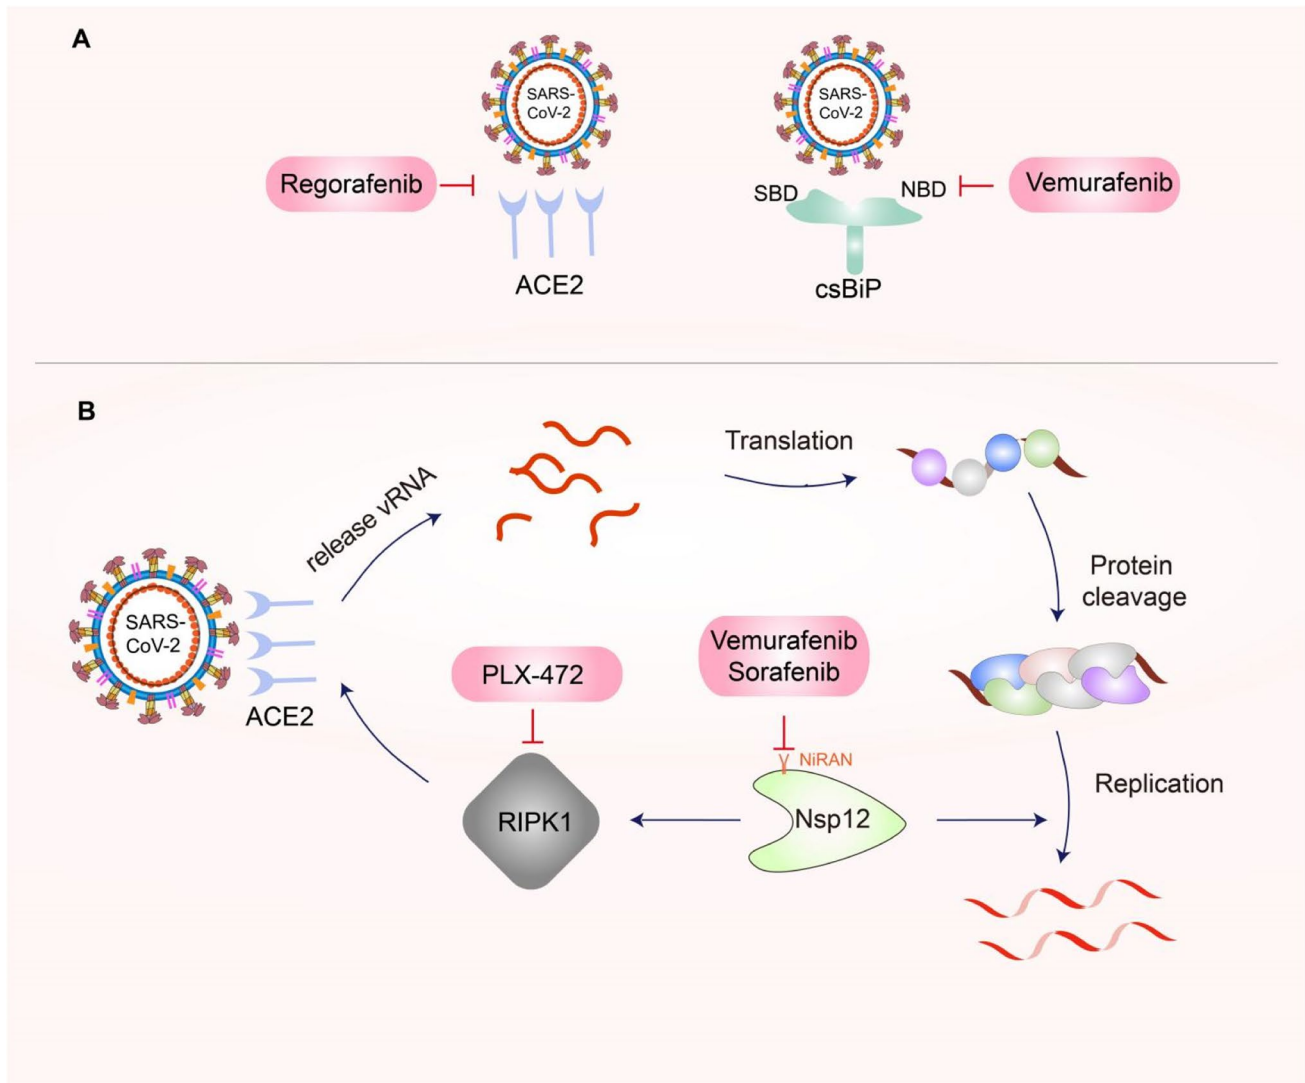 A
SARS-
CoV-2
SARS-
CoV-2
Regorafenib
SBD
NBD
Vemurafenib
ACE2
csBiP
B
release vRNA
Translation
Protein
cleavage
SARS-
CoV-2
ACE2
PLX-472
Vemurafenib
Sorafenib
NiRAN
RIPK1
Nsp12
Replication